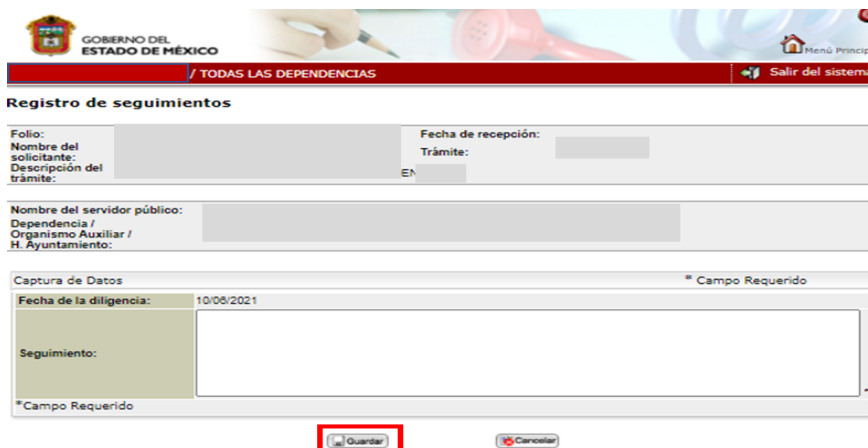 GOBIERNO DEL
ESTADO DE MÉXICO
Menú Princip
/ TODAS LAS DEPENDENCIAS
Salir del sistema
Registro de seguimientos
Folio:
Fecha de recepción:
Nombre del
solicitante:
Trámite:
Descripción del
trámite:
EN
Nombre del servidor público:
Dependencia /
Organismo Auxiliar /
H. Ayuntamiento:
Captura de Datos
* Campo Requerido
Fecha de la diligencia: 10/06/2021
Seguimiento:
*Campo Requerido
Guardar
Cancelar